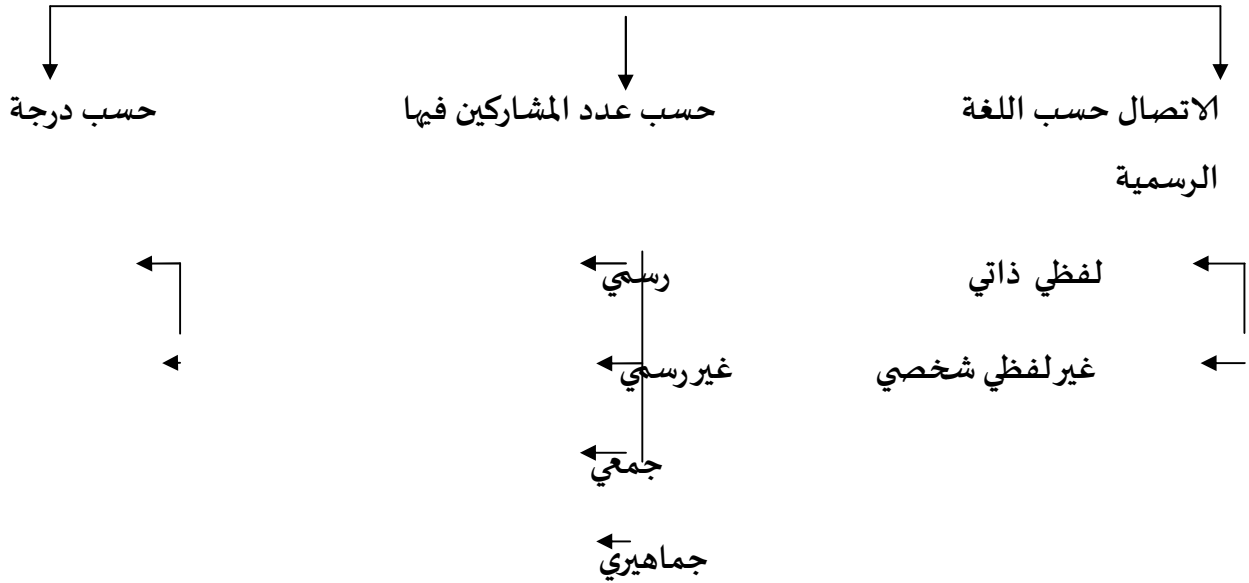 الاتصال حسب اللغة حسب عدد المشاركين فيها حسب درجة
الرسمية
لفظي ذاتي رسمي
غير لفظي شخصي غير رسمي
جمعي
جماهيري